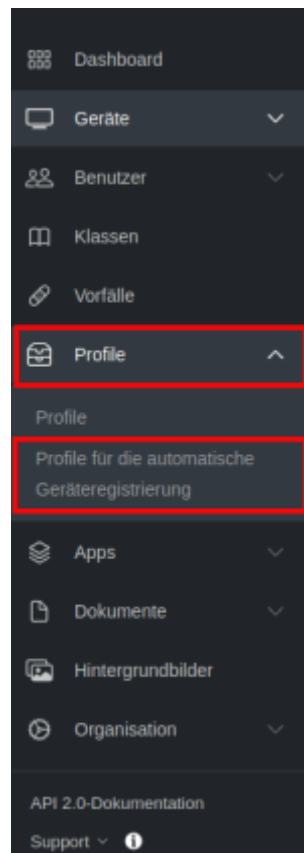 Dashboard
Geräte
Benutzer
Klassen
Vorfälle
Profile
Profile
Profile für die automatische
Geräteregistrierung
Apps
Dokumente
Hintergrundbilder
Organisation
API 2.0-Dokumentation
Support